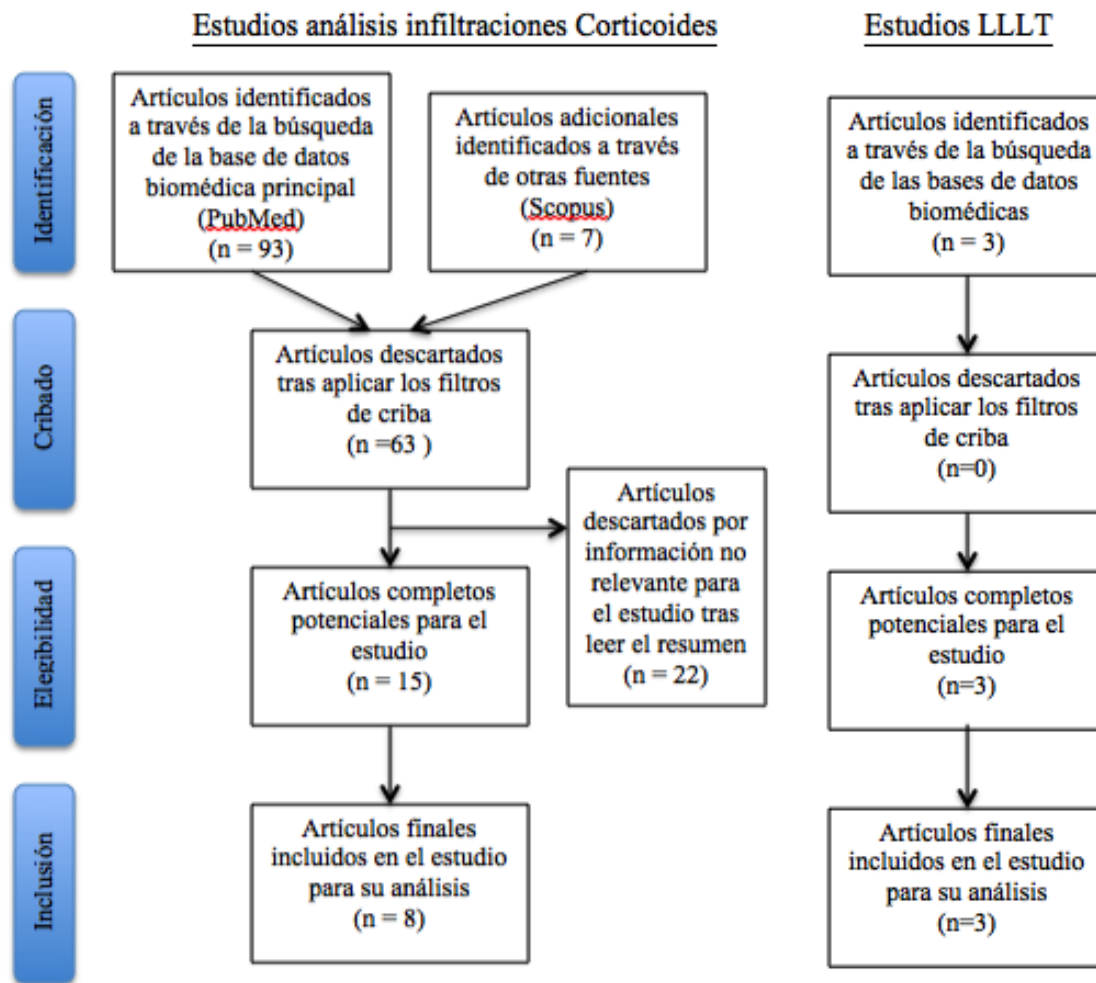 Estudios análisis infiltraciones Corticoides
Estudios LLLT
Identificación
Artículos identificados
a través de la búsqueda
de la base de datos
biomédica principal
(PubMed)
(n = 93)
Artículos adicionales
identificados a través
de otras fuentes
(Scopus)
(n = 7)
Artículos identificados
a través de la búsqueda
de las bases de datos
biomédicas
(n = 3)
Cribado
Artículos descartados
tras aplicar los filtros
de criba
(n =63 )
Artículos descartados
tras aplicar los filtros
de criba
(n=0)
Artículos
descartados por
información no
relevante para
el estudio tras
leer el resumen
(n = 22)
Elegibilidad
Artículos completos
potenciales para el
estudio
(n = 15)
Artículos completos
potenciales para el
estudio
(n=3)
Inclusión
Artículos finales
incluidos en el estudio
para su análisis
(n = 8)
Artículos finales
incluidos en el estudio
para su análisis
(n=3)